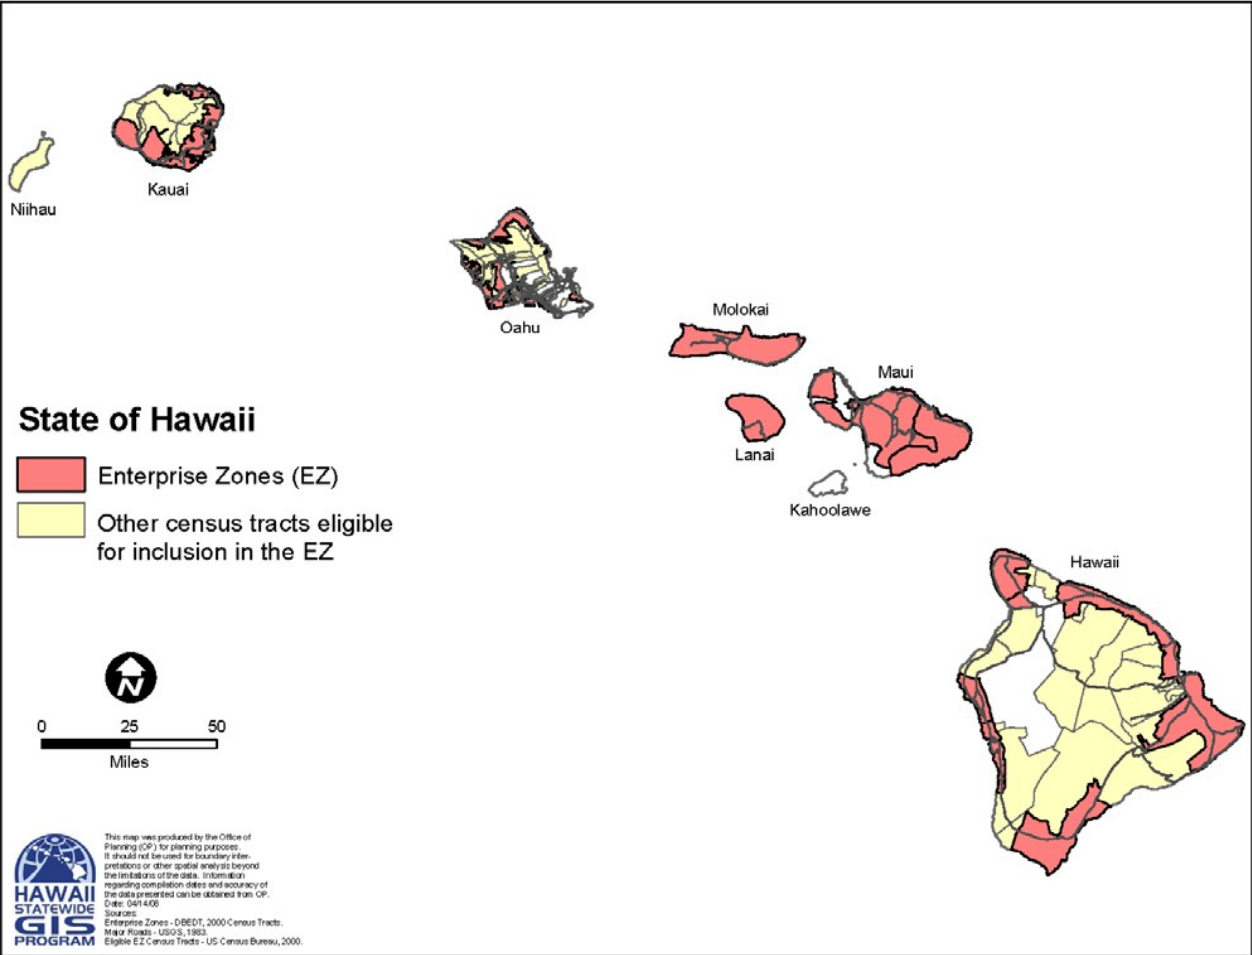 Kauai
Niihau
Oahu
Molokai
Maui
Lanai
Kahoolawe
Hawaii
State of Hawaii
Enterprise Zones (EZ)
Other census tracts eligible
for inclusion in the EZ
N
0 25 50
Miles
HAWAII
STATEWIDE
GIS
PROGRAM
This map was produced by the Office of
Planning (OP) for planning purposes.
It should not be used for boundary inter-
pretations or other spatial analysis beyond
the limitations of the data. Information
regarding compilation dates and accuracy of
the data presented can be obtained from OP.
Date: 04/14/08
Sources:
Enterprise Zones - DBEDT, 2000 Census Tracts.
Major Roads - USGS, 1983.
Eligible EZ Census Tracts - US Census Bureau, 2000.